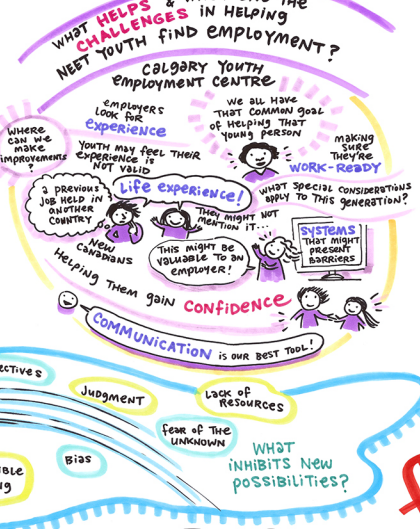 WHAT HELPS &
THE
CHALLENGES IN HELPING
NEET YOUTH FIND EMPLOYMENT?
CALGARY YOUTH
EMPLOYMENT CENTRE
EMPLOYERS
LOOK FOR
EXPERIENCE
WE ALL HAVE
THAT COMMON GOAL
OF HELPING THAT
YOUNG PERSON
WHERE
CAN WE
MAKE
IMPROVEMENTS
?
YOUTH MAY FEEL THEIR
EXPERIENCE IS
NOT VALID
MAKING
SURE
THEY'RE
WORK-READY
A PREVIOUS
JOB HELD IN
ANOTHER
COUNTRY
LIFE EXPERIENCE!
WHAT SPECIAL CONSIDERATIONS
APPLY TO THIS GENERATION?
THEY MIGHT NOT
MENTION IT...
NEW
CANADIANS
THIS MIGHT BE
VALUABLE TO AN
EMPLOYER!
SYSTEMS
THAT MIGHT
PRESENT
BARRIERS
HELPING THEM GAIN CONFIDENCE
COMMUNICATION IS OUR BEST TOOL!
ECTIVES
JUDGMENT
LACK OF
RESOURCES
FEAR OF THE
UNKNOWN
BIAS
IBLE
NG
WHAT
INHIBITS NEW
POSSIBILITIES?